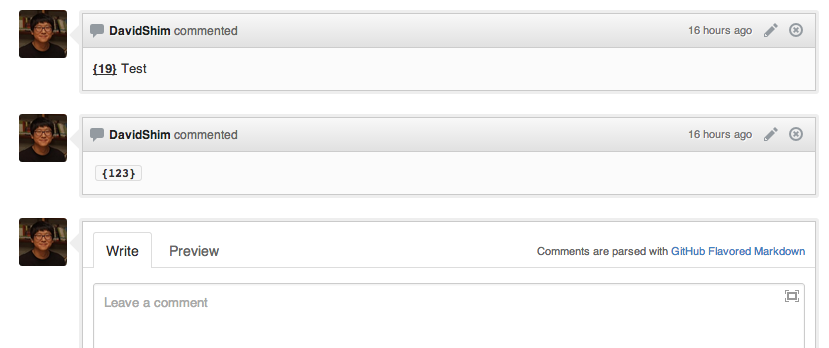 DavidShim commented 16 hours ago
{19} Test
DavidShim commented 16 hours ago
{123}
Write Preview Comments are parsed with GitHub Flavored Markdown
Leave a comment